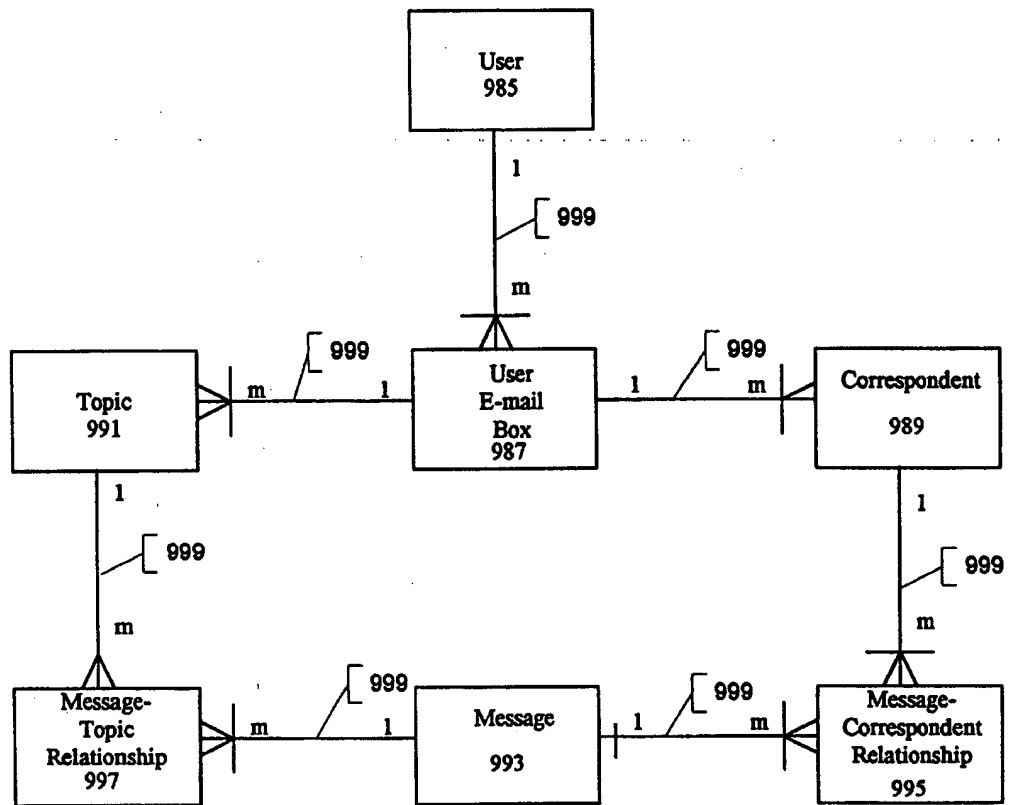 User
985
1
999
m
999
999
Topic
991
m
1
User
E-mail
Box
987
1
m
Correspondent
989
1
999
m
1
999
m
Message-
Topic
Relationship
997
m
999
1
Message
993
1
999
m
Message-
Correspondent
Relationship
995